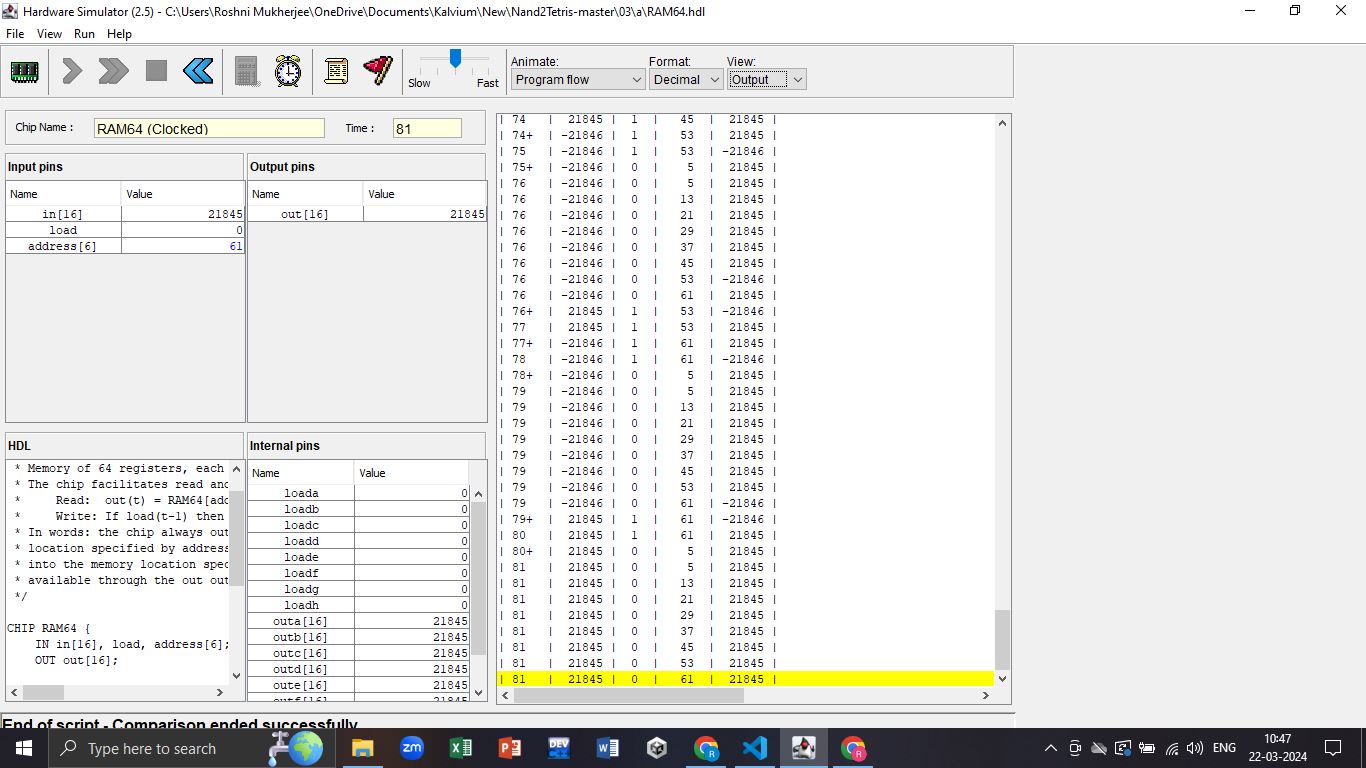 Hardware Simulator (2.5) - C:\Users\Roshni Mukherjee\OneDrive\Documents\Kalvium\New\Nand2Tetris-master\03\a\RAM64.hdl
File View Run Help
Slow Fast
Animate: Format: View:
Program flow Decimal Output
Chip Name : RAM64 (Clocked) Time : 81
Input pins
Name Value
in[16] 21845
load 0
address[6] 61
Output pins
Name Value
out[16] 21845
HDL
* Memory of 64 registers, each
* The chip facilitates read and
* Read: out(t) = RAM64[add
* Write: If load(t-1) then
* In words: the chip always out
* location specified by address
* into the memory location spec
* available through the out out
*/
CHIP RAM64 {
IN in[16], load, address[6];
OUT out[16];
Internal pins
Name Value
loada 0
loadb 0
loadc 0
loadd 0
loade 0
loadf 0
loadg 0
loadh 0
outa[16] 21845
outb[16] 21845
outc[16] 21845
outd[16] 21845
oute[16] 21845
outf[16] 21845
| 74 | 21845 | 1 | 45 | 21845 |
| 74+ | -21846 | 1 | 53 | 21845 |
| 75 | -21846 | 1 | 53 | -21846 |
| 75+ | -21846 | 0 | 5 | 21845 |
| 76 | -21846 | 0 | 5 | 21845 |
| 76 | -21846 | 0 | 13 | 21845 |
| 76 | -21846 | 0 | 21 | 21845 |
| 76 | -21846 | 0 | 29 | 21845 |
| 76 | -21846 | 0 | 37 | 21845 |
| 76 | -21846 | 0 | 45 | 21845 |
| 76 | -21846 | 0 | 53 | -21846 |
| 76 | -21846 | 0 | 61 | 21845 |
| 76+ | 21845 | 1 | 53 | -21846 |
| 77 | 21845 | 1 | 53 | 21845 |
| 77+ | -21846 | 1 | 61 | 21845 |
| 78 | -21846 | 1 | 61 | -21846 |
| 78+ | -21846 | 0 | 5 | 21845 |
| 79 | -21846 | 0 | 5 | 21845 |
| 79 | -21846 | 0 | 13 | 21845 |
| 79 | -21846 | 0 | 21 | 21845 |
| 79 | -21846 | 0 | 29 | 21845 |
| 79 | -21846 | 0 | 37 | 21845 |
| 79 | -21846 | 0 | 45 | 21845 |
| 79 | -21846 | 0 | 53 | 21845 |
| 79 | -21846 | 0 | 61 | -21846 |
| 79+ | 21845 | 1 | 61 | -21846 |
| 80 | 21845 | 1 | 61 | 21845 |
| 80+ | 21845 | 0 | 5 | 21845 |
| 81 | 21845 | 0 | 5 | 21845 |
| 81 | 21845 | 0 | 13 | 21845 |
| 81 | 21845 | 0 | 21 | 21845 |
| 81 | 21845 | 0 | 29 | 21845 |
| 81 | 21845 | 0 | 37 | 21845 |
| 81 | 21845 | 0 | 45 | 21845 |
| 81 | 21845 | 0 | 53 | 21845 |
| 81 | 21845 | 0 | 61 | 21845 |
End of script - Comparison ended successfully
Type here to search
zm
DEV
ENG
10:47
22-03-2024